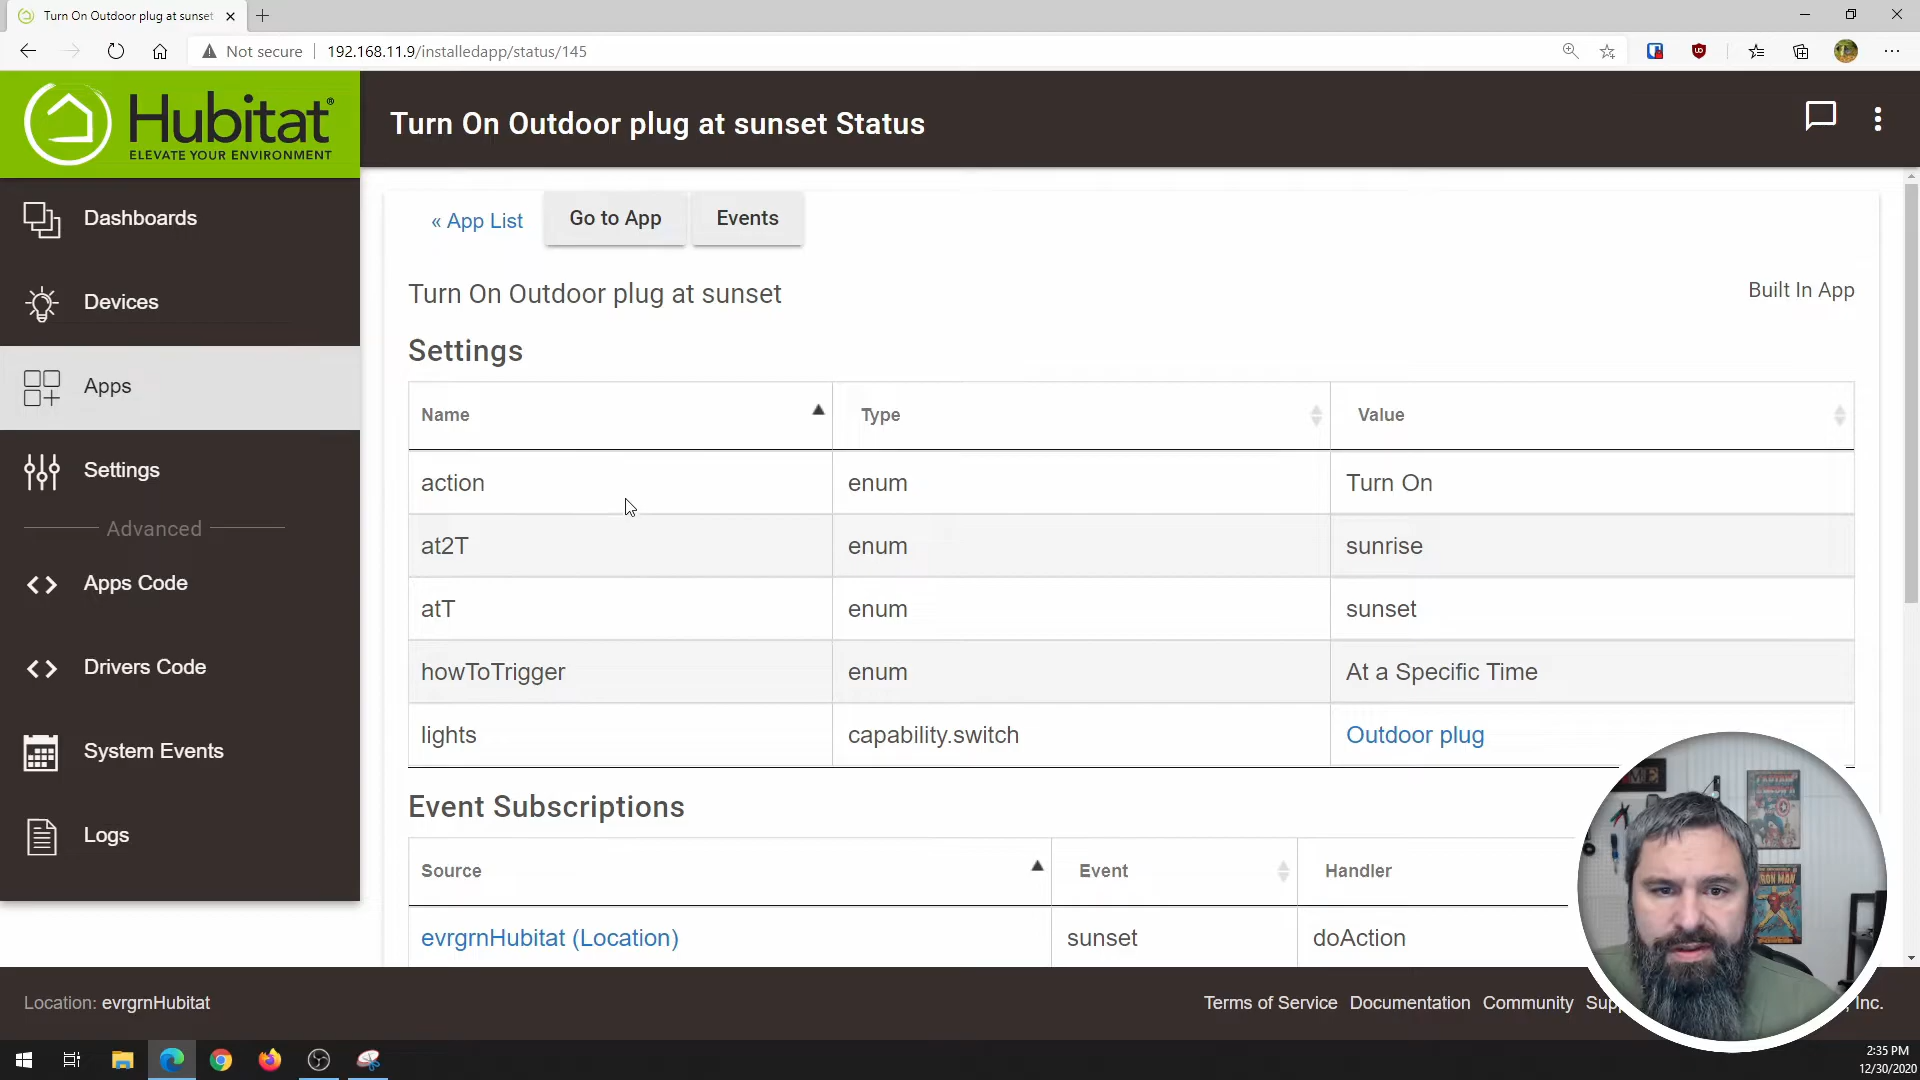 Turn On Outdoor plug at sunset
Not secure 192.168.11.9/installedapp/status/145
Hubitat®
ELEVATE YOUR ENVIRONMENT
Turn On Outdoor plug at sunset Status
Dashboards
Devices
Apps
Settings
Advanced
Apps Code
Drivers Code
System Events
Logs
« App List Go to App Events
Turn On Outdoor plug at sunset
Built In App
Settings
Name Type Value
action enum Turn On
at2T enum sunrise
atT enum sunset
howToTrigger enum At a Specific Time
lights capability.switch Outdoor plug
Event Subscriptions
Source Event Handler
evrgrnHubitat (Location) sunset doAction
IRON MAN
Location: evrgrnHubitat
Terms of Service Documentation Community Inc.
2:35 PM
12/30/2020